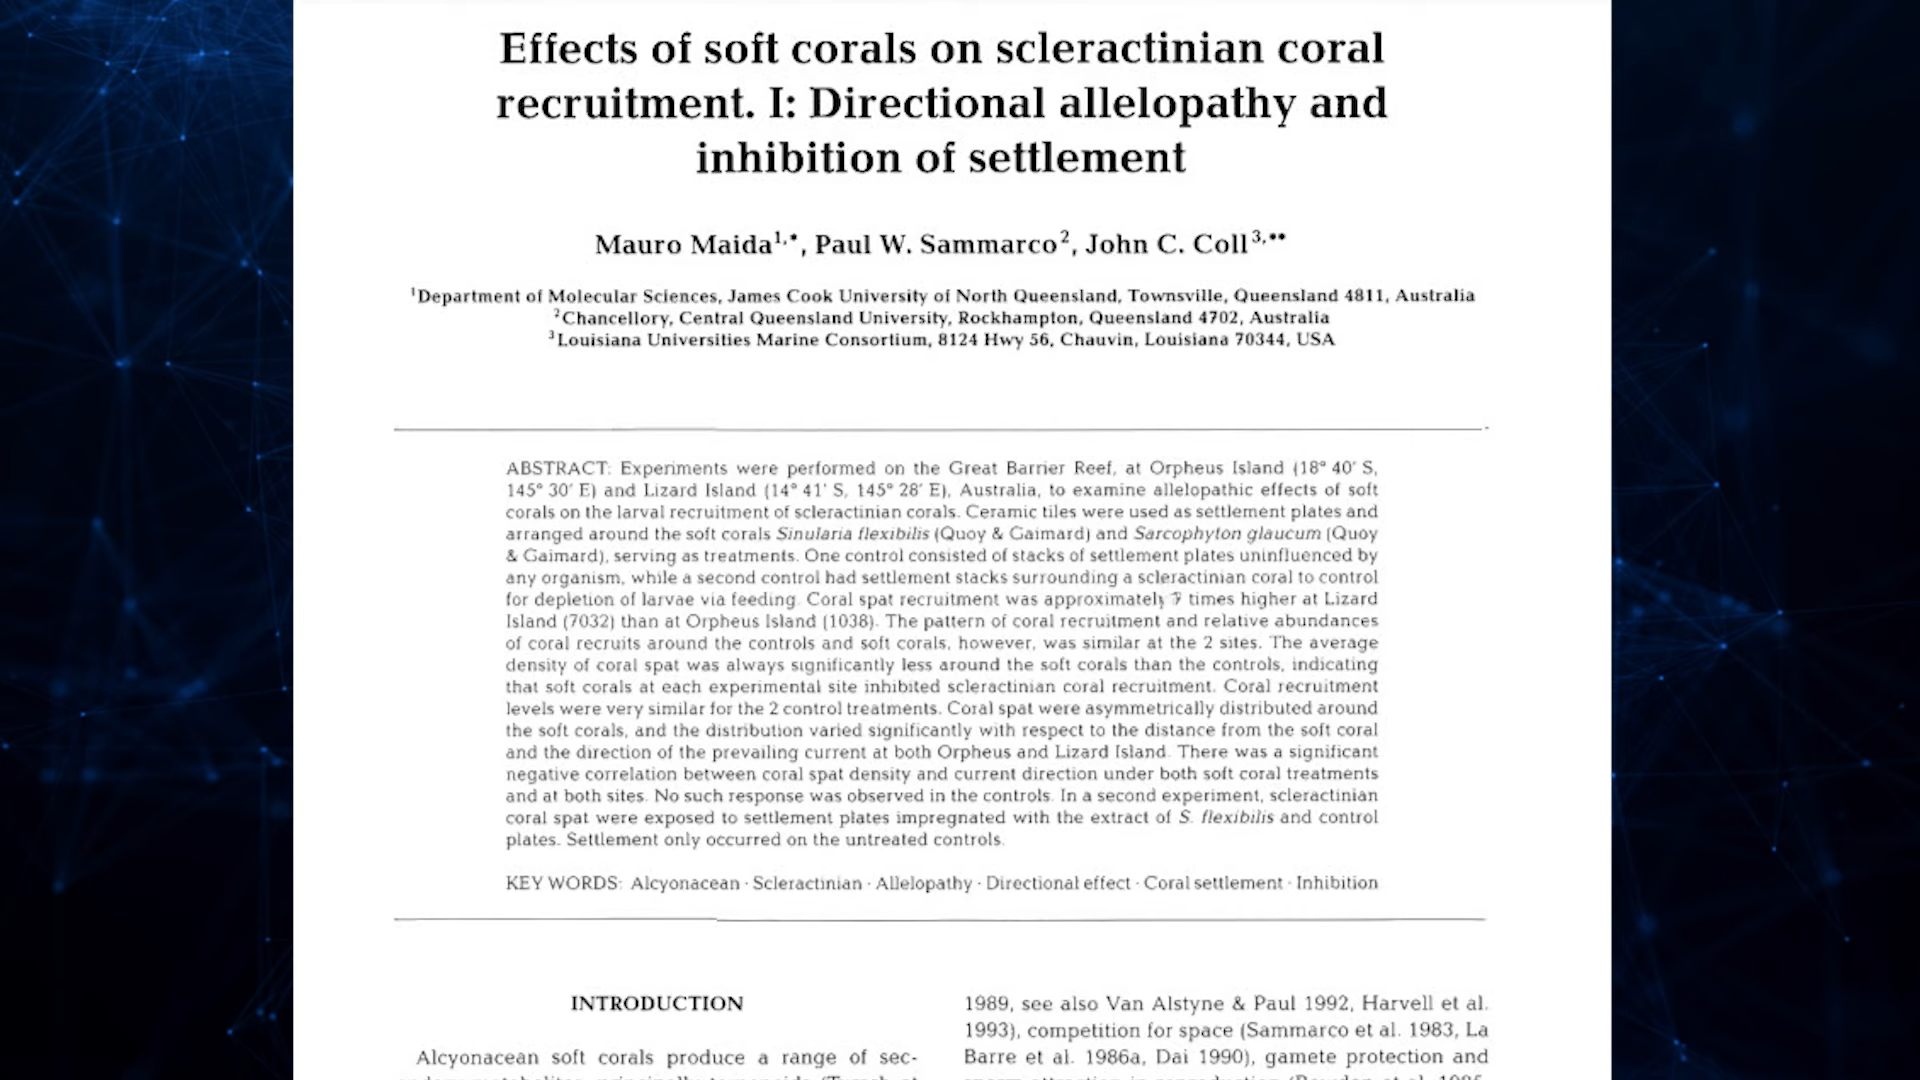 Effects of soft corals on scleractinian coral
recruitment. I: Directional allelopathy and
inhibition of settlement
Mauro Maida1,*, Paul W. Sammarco2, John C. Coll3,**
1Department of Molecular Sciences, James Cook University of North Queensland, Townsville, Queensland 4811, Australia
2Chancellory, Central Queensland University, Rockhampton, Queensland 4702, Australia
3Louisiana Universities Marine Consortium, 8124 Hwy 56, Chauvin, Louisiana 70344, USA
ABSTRACT: Experiments were performed on the Great Barrier Reef, at Orpheus Island (18° 40' S,
145° 30' E) and Lizard Island (14° 41' S, 145° 28' E), Australia, to examine allelopathic effects of soft
corals on the larval recruitment of scleractinian corals. Ceramic tiles were used as settlement plates and
arranged around the soft corals Sinularia flexibilis (Quoy & Gaimard) and Sarcophyton glaucum (Quoy
& Gaimard), serving as treatments. One control consisted of stacks of settlement plates uninfluenced by
any organism, while a second control had settlement stacks surrounding a scleractinian coral to control
for depletion of larvae via feeding. Coral spat recruitment was approximately 7 times higher at Lizard
Island (7032) than at Orpheus Island (1038). The pattern of coral recruitment and relative abundances
of coral recruits around the controls and soft corals, however, was similar at the 2 sites. The average
density of coral spat was always significantly less around the soft corals than the controls, indicating
that soft corals at each experimental site inhibited scleractinian coral recruitment. Coral recruitment
levels were very similar for the 2 control treatments. Coral spat were asymmetrically distributed around
the soft corals, and the distribution varied significantly with respect to the distance from the soft coral
and the direction of the prevailing current at both Orpheus and Lizard Island. There was a significant
negative correlation between coral spat density and current direction under both soft coral treatments
and at both sites. No such response was observed in the controls. In a second experiment, scleractinian
coral spat were exposed to settlement plates impregnated with the extract of S. flexibilis and control
plates. Settlement only occurred on the untreated controls.
KEY WORDS: Alcyonacean · Scleractinian · Allelopathy · Directional effect · Coral settlement · Inhibition
INTRODUCTION
Alcyonacean soft corals produce a range of sec-
1989, see also Van Alstyne & Paul 1992, Harvell et al.
1993), competition for space (Sammarco et al. 1983, La
Barre et al. 1986a, Dai 1990), gamete protection and